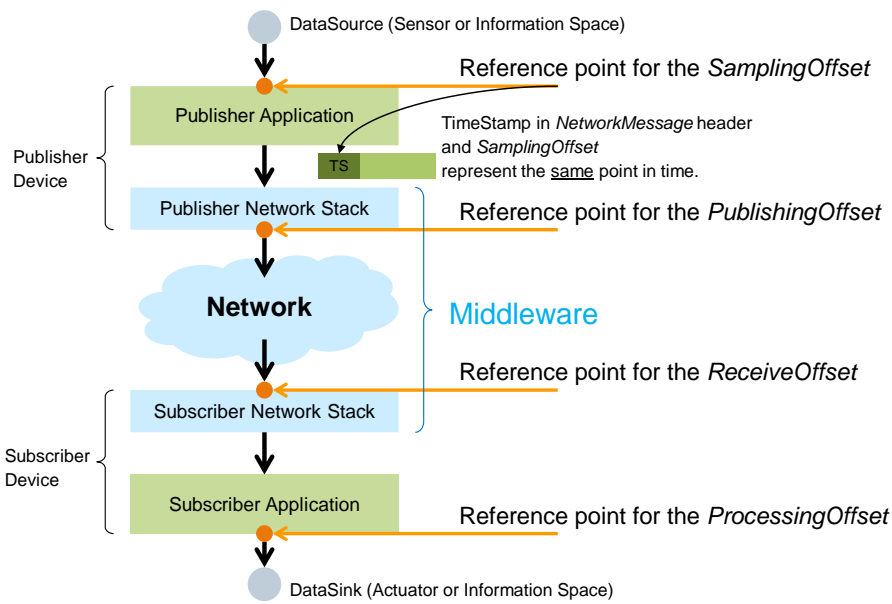 DataSource (Sensor or Information Space)
Reference point for the SamplingOffset
Publisher Application
TimeStamp in NetworkMessage header
and SamplingOffset
represent the same point in time.
TS
Publisher
Device
Publisher Network Stack
Reference point for the PublishingOffset
Network
Middleware
Reference point for the ReceiveOffset
Subscriber Network Stack
Subscriber
Device
Subscriber Application
Reference point for the ProcessingOffset
DataSink (Actuator or Information Space)